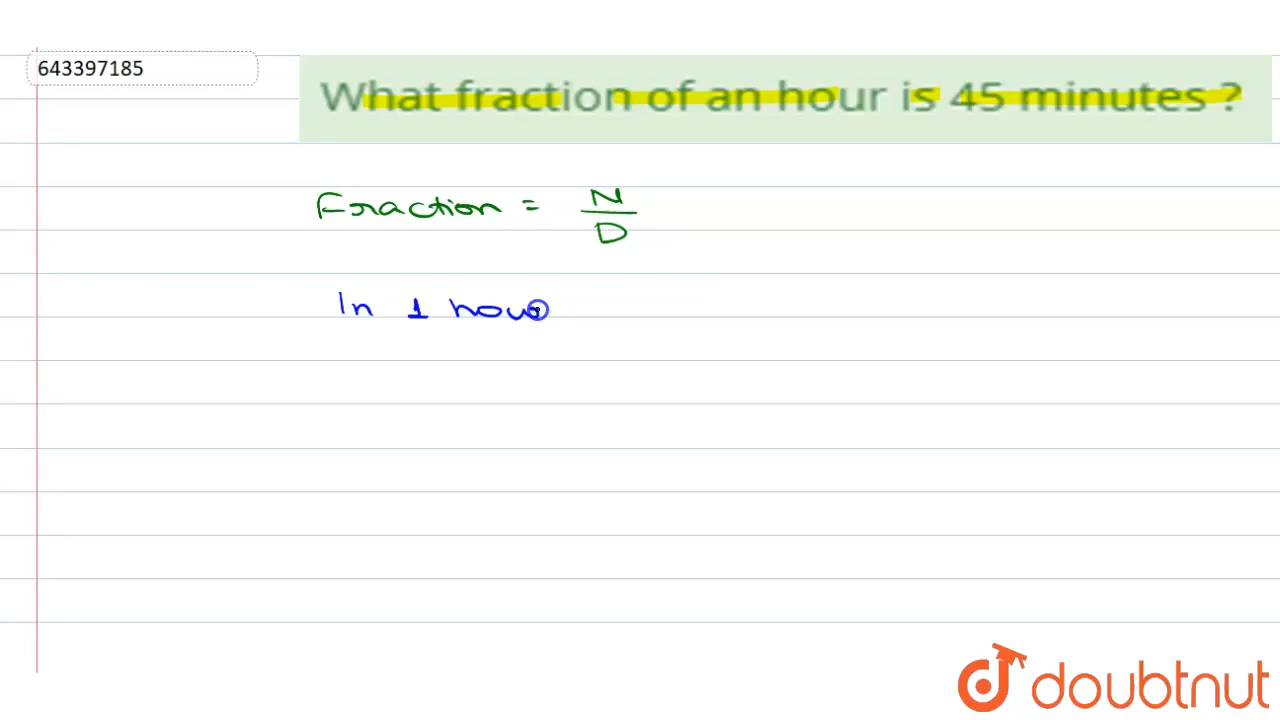 643397185
What fraction of an hour is 45 minutes ?
Fraction = N
D
In 1 hour
doubtnut